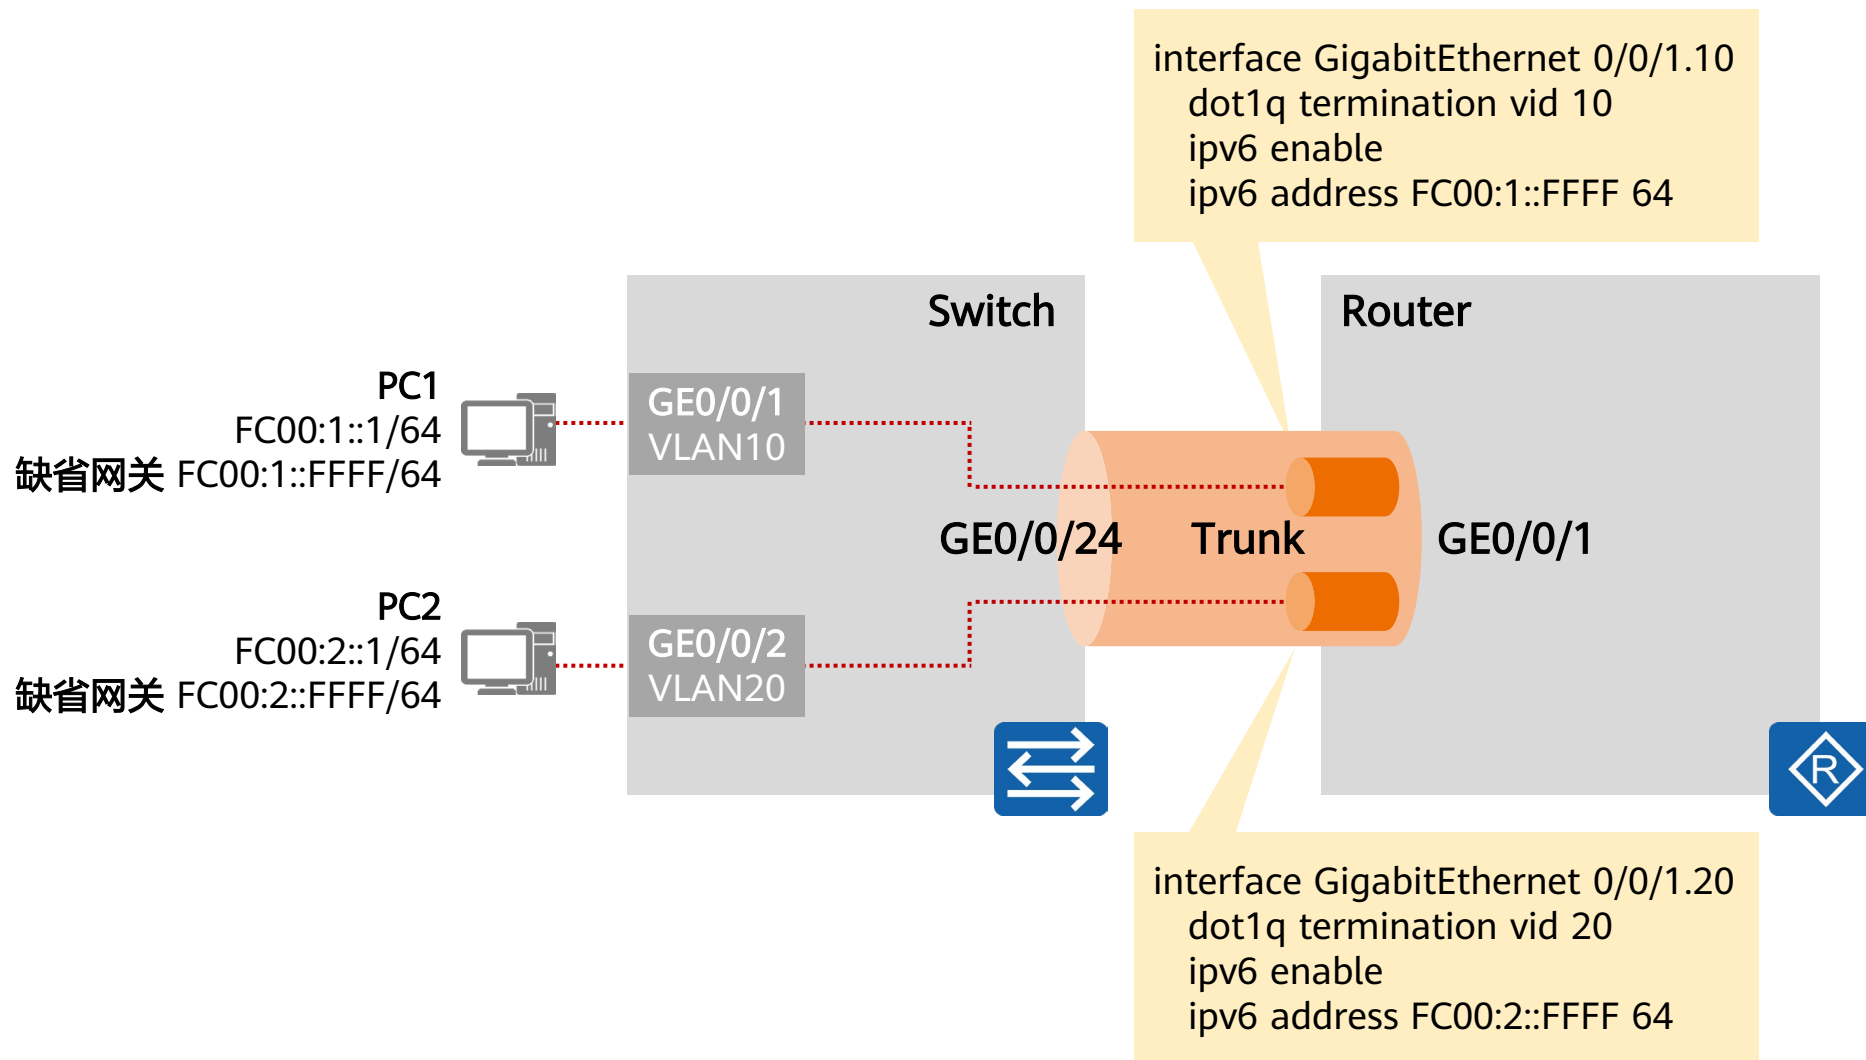 interface GigabitEthernet 0/0/1.10
dot1q termination vid 10
ipv6 enable
ipv6 address FC00:1::FFFF 64
Switch
Router
PC1
FC00:1::1/64
缺省网关 FC00:1::FFFF/64
GE0/0/1
VLAN10
GE0/0/24
Trunk
GE0/0/1
PC2
FC00:2::1/64
缺省网关 FC00:2::FFFF/64
GE0/0/2
VLAN20
R
interface GigabitEthernet 0/0/1.20
dot1q termination vid 20
ipv6 enable
ipv6 address FC00:2::FFFF 64